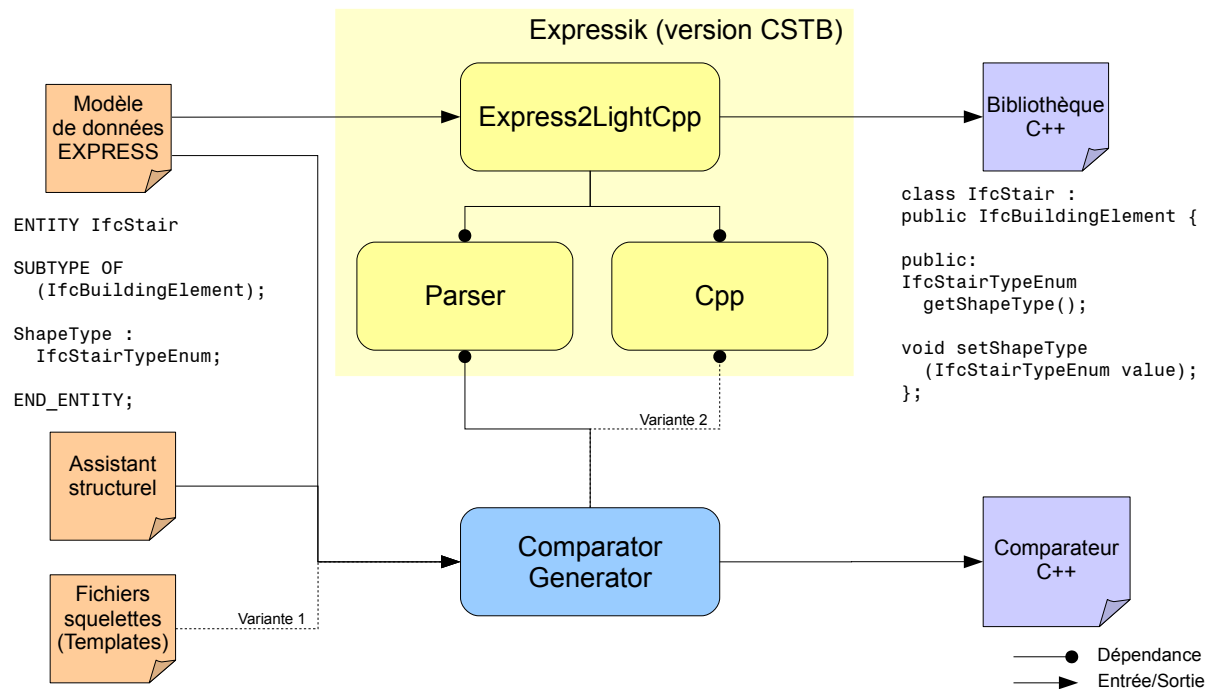 Expressik (version CSTB)
Modèle
de données
EXPRESS
Express2LightCpp
Bibliothèque
C++
ENTITY IfcStair
SUBTYPE OF
(IfcBuildingElement);
ShapeType :
IfcStairTypeEnum;
END_ENTITY;
Parser
Cpp
class IfcStair :
public IfcBuildingElement {
public:
IfcStairTypeEnum
getShapeType();
void setShapeType
(IfcStairTypeEnum value);
};
Variante 2
Assistant
structurel
Comparator
Generator
Comparateur
C++
Fichiers
squelettes
(Templates)
Variante 1
Dépendance
Entrée/Sortie